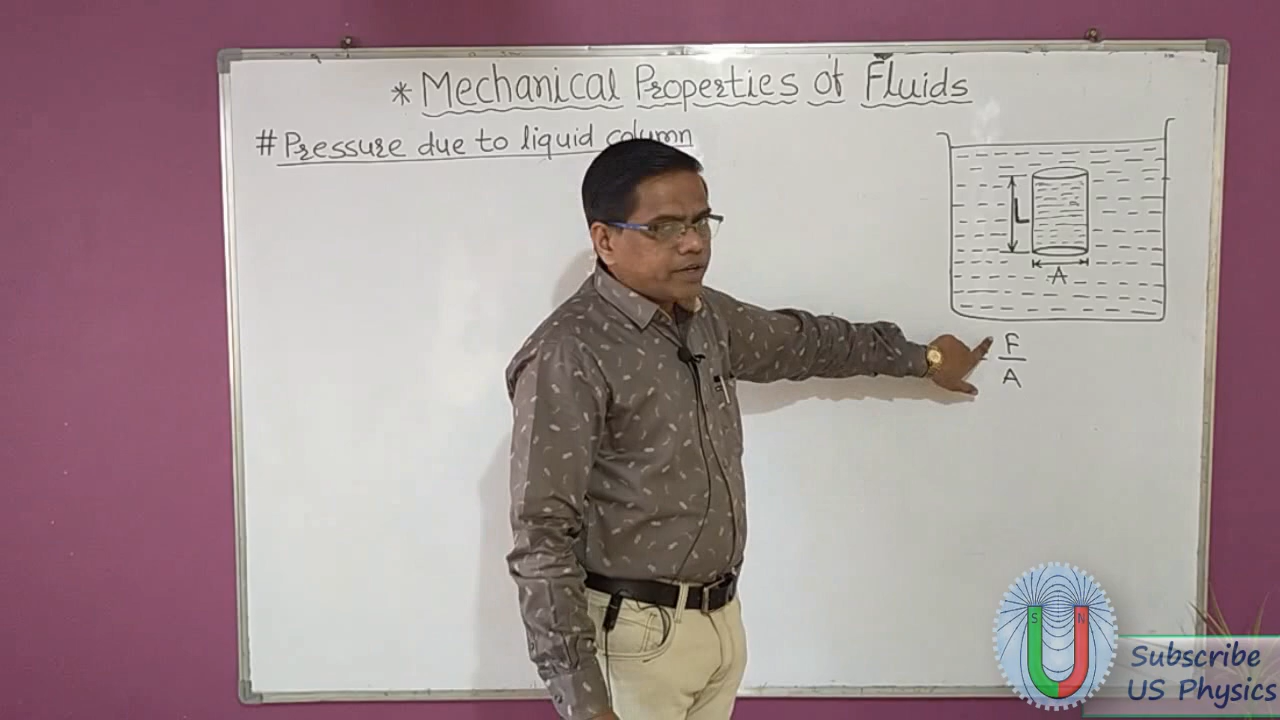 * Mechanical Properties of Fluids
# Pressure due to liquid column
L
A
F
A
S N
Subscribe
US Physics